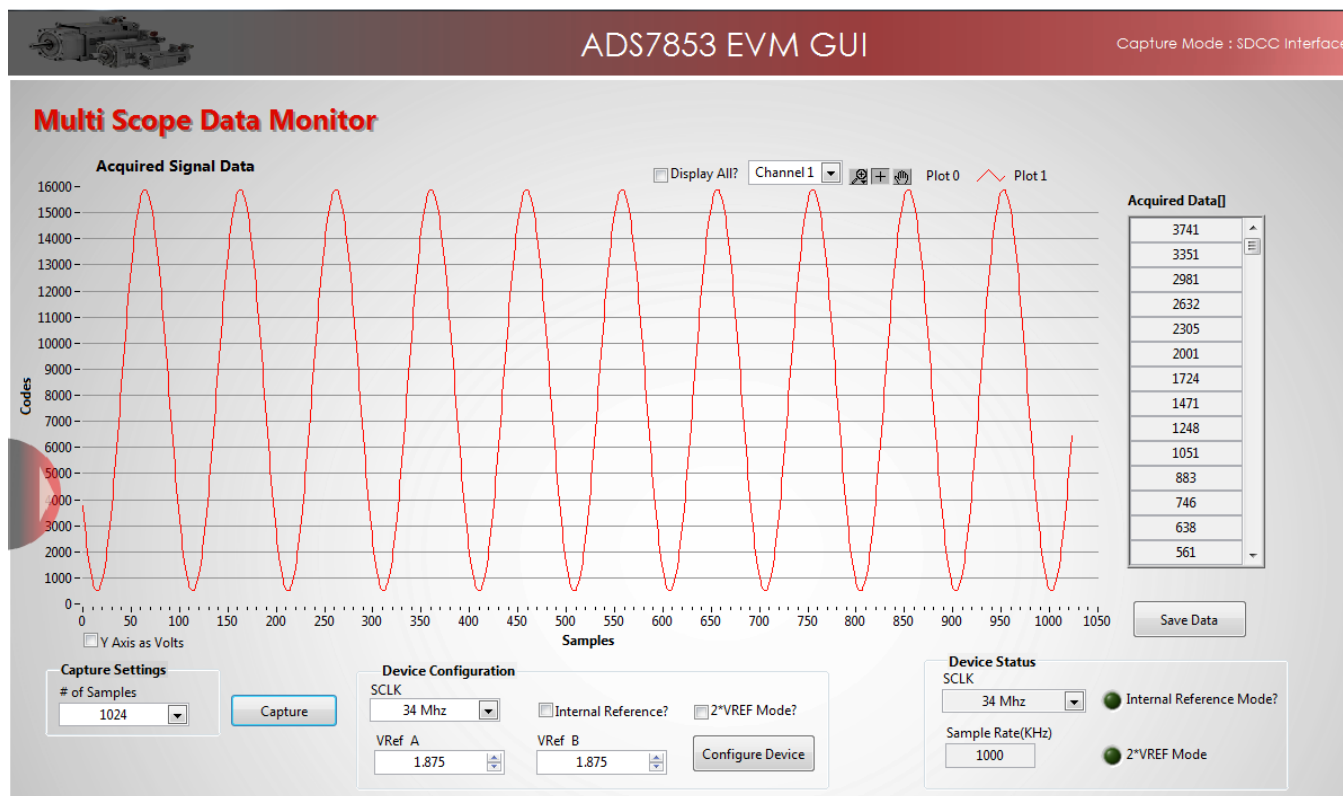 ADS7853 EVM GUI
Capture Mode : SDCC Interface
Multi Scope Data Monitor
Acquired Signal Data
Display All? Channel 1 Plot 0 Plot 1
Acquired Data[]
3741
3351
2981
2632
2305
2001
1724
1471
1248
1051
883
746
638
561
Codes
16000
15000
14000
13000
12000
11000
10000
9000
8000
7000
6000
5000
4000
3000
2000
1000
0
0 50 100 150 200 250 300 350 400 450 500 550 600 650 700 750 800 850 900 950 1000 1050
Samples
Y Axis as Volts
Save Data
Capture Settings
# of Samples
1024
Capture
Device Configuration
SCLK
34 Mhz
Internal Reference? 2*VREF Mode?
VRef A VRef B
1.875 1.875
Configure Device
Device Status
SCLK
34 Mhz
Internal Reference Mode?
Sample Rate(KHz)
1000
2*VREF Mode